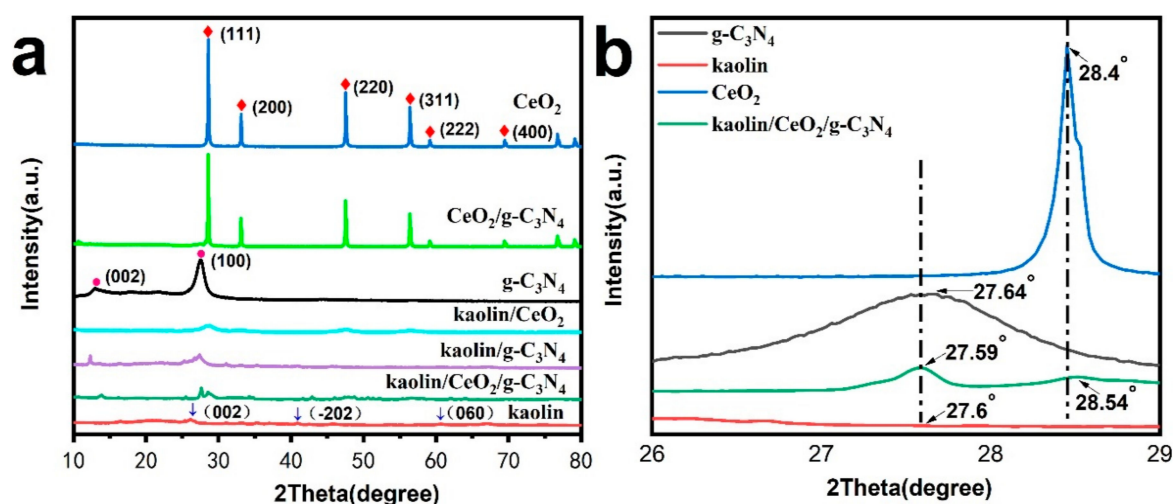 a
(111)
(200)
(220)
(311)
(222)
(400)
CeO₂
CeO₂/g-C₃N₄
(002)
(100)
g-C₃N₄
kaolin/CeO₂
kaolin/g-C₃N₄
kaolin/CeO₂/g-C₃N₄
↓（002） ↓（-202） ↓（060） kaolin
Intensity(a.u.)
10 20 30 40 50 60 70 80
2Theta(degree)
b
g-C₃N₄
kaolin
CeO₂
kaolin/CeO₂/g-C₃N₄
28.4°
27.64°
27.59°
28.54°
27.6°
Intensity(a.u.)
26 27 28 29
2Theta(degree)